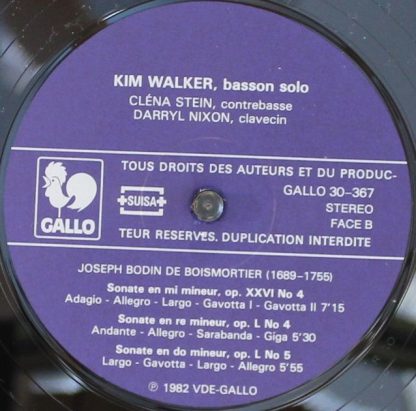 KIM WALKER, basson solo
CLÉNA STEIN, contrebasse
DARRYL NIXON, clavecin
TOUS DROITS DES AUTEURS ET DU PRODUC-
GALLO 30-367
SUISA
STEREO
FACE B
GALLO
TEUR RESERVES. DUPLICATION INTERDITE
JOSEPH BODIN DE BOISMORTIER (1689-1755)
Sonate en mi mineur, op. XXVI No 4
Adagio - Allegro - Largo - Gavotta I - Gavotta II 7'15
Sonate en re mineur, op. L No 4
Andante - Allegro - Sarabanda - Giga 5'30
Sonate en do mineur, op. L No 5
Largo - Gavotta - Largo - Allegro 5'55
℗ 1982 VDE-GALLO